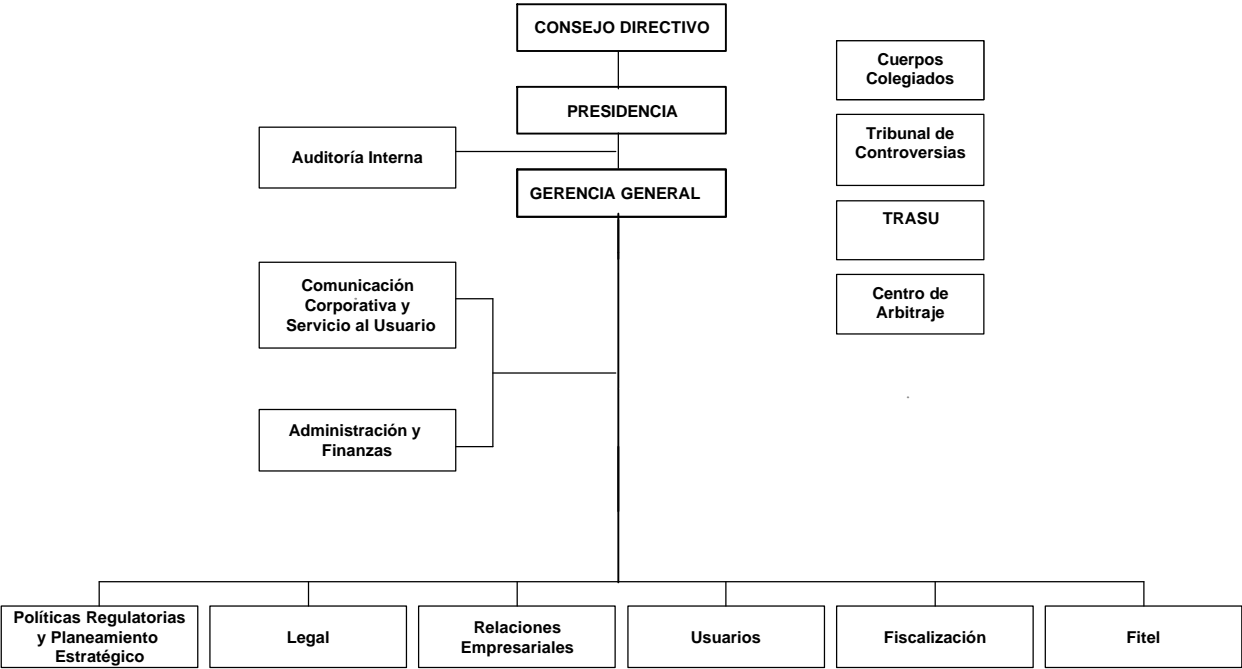 CONSEJO DIRECTIVO
PRESIDENCIA
Auditoría Interna
GERENCIA GENERAL
Cuerpos
Colegiados
Tribunal de
Controversias
TRASU
Centro de
Arbitraje
Comunicación
Corporativa y
Servicio al Usuario
Administración y
Finanzas
Políticas Regulatorias
y Planeamiento
Estratégico
Legal
Relaciones
Empresariales
Usuarios
Fiscalización
Fitel